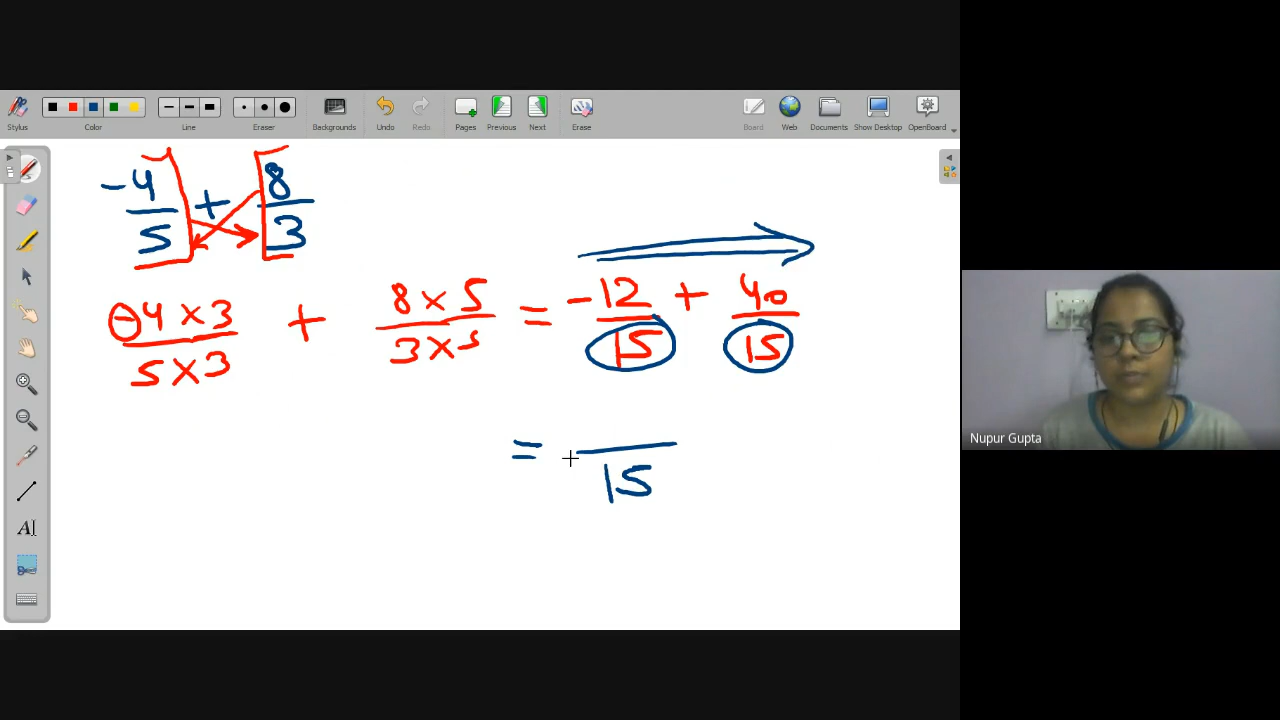 Stylus Color Line Eraser Backgrounds Undo Redo Pages Previous Next Erase Board Web Documents Show Desktop OpenBoard
-4/5 + 8/3
-4 × 3/5 × 3 + 8 × 5/3 × 5 = -12/15 + 40/15
= /15
A
Nupur Gupta